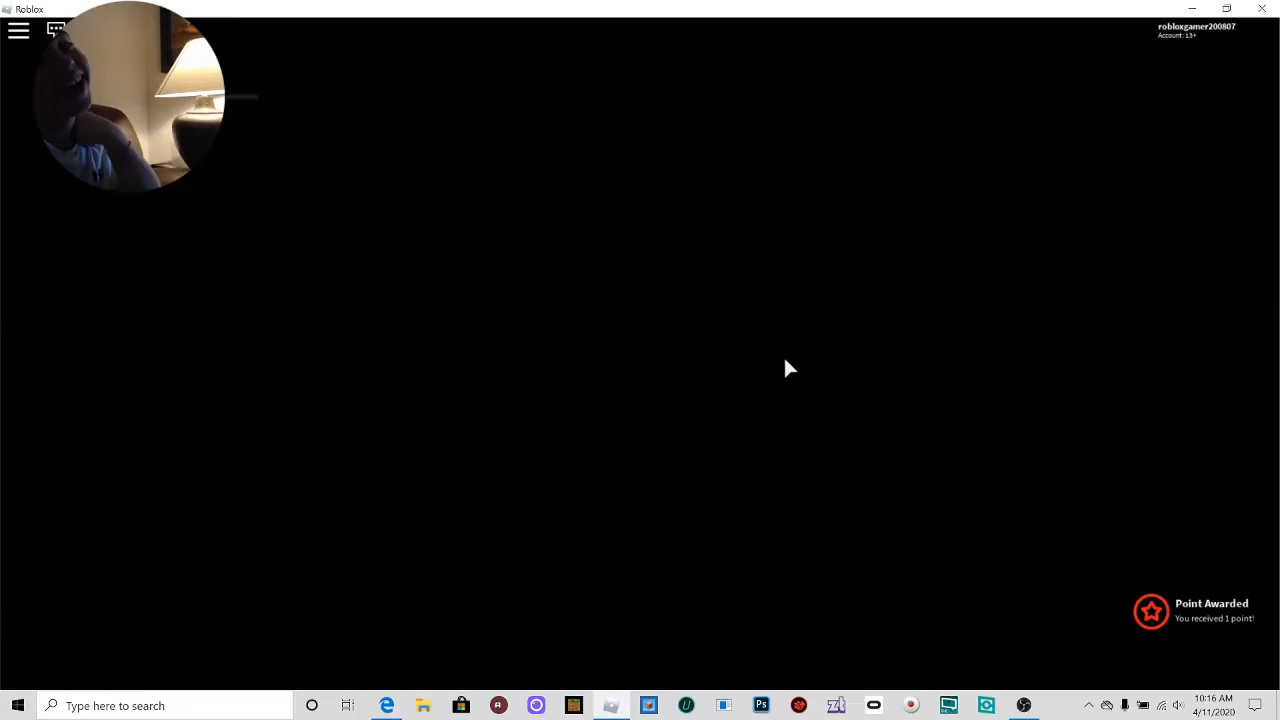 Roblox
robloxgamer200807
Account: 13+
Point Awarded
You received 1 point!
Type here to search
Ps
10:16 AM
4/11/2020